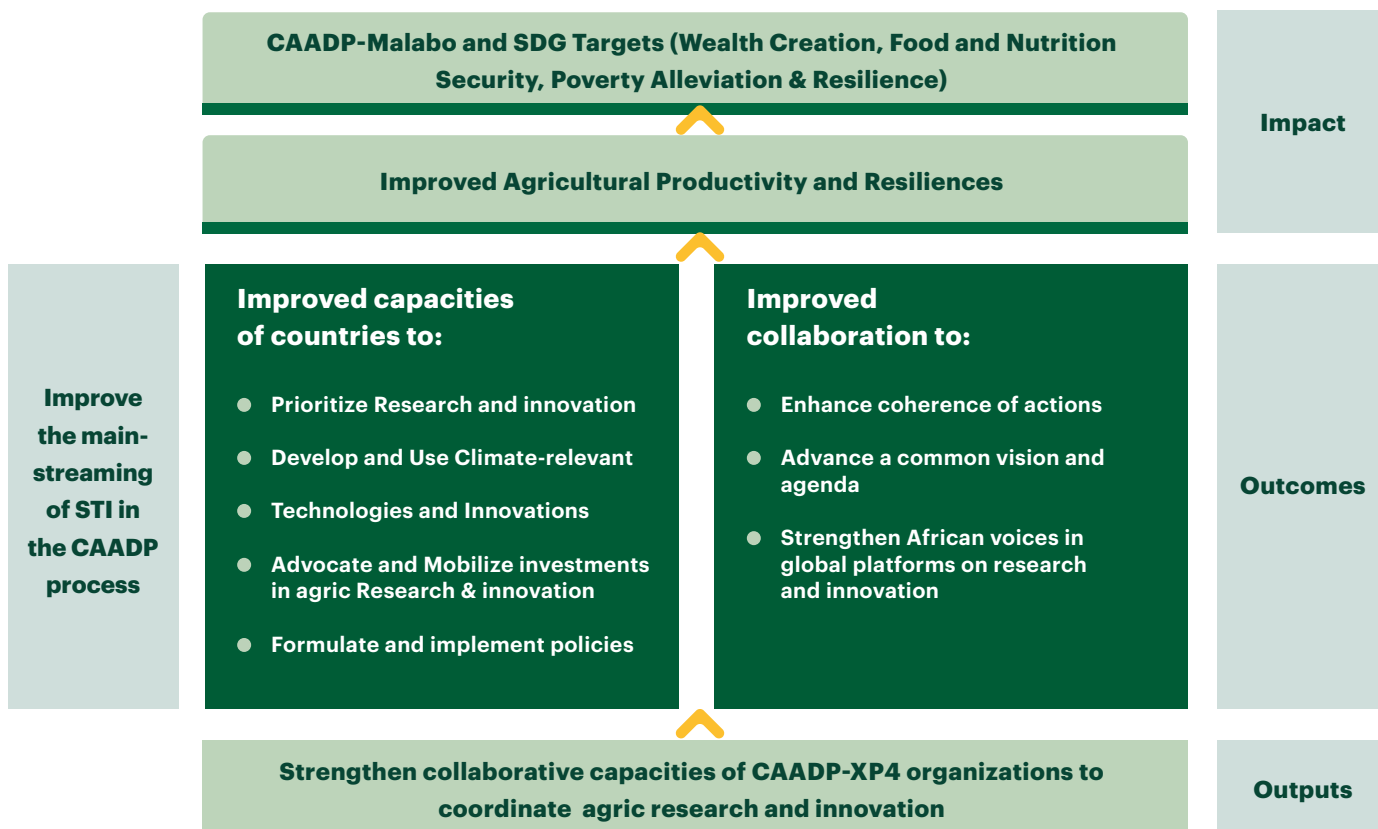 CAADP-Malabo and SDG Targets (Wealth Creation, Food and Nutrition
Security, Poverty Alleviation & Resilience)
Impact
Improved Agricultural Productivity and Resiliences
Improve
the main-
streaming
of STI in
the CAADP
process
Improved capacities
of countries to:
Prioritize Research and innovation
Develop and Use Climate-relevant
Technologies and Innovations
Advocate and Mobilize investments
in agric Research & innovation
Formulate and implement policies
Improved
collaboration to:
Enhance coherence of actions
Advance a common vision and
agenda
Strengthen African voices in
global platforms on research
and innovation
Outcomes
Strengthen collaborative capacities of CAADP-XP4 organizations to
coordinate agric research and innovation
Outputs